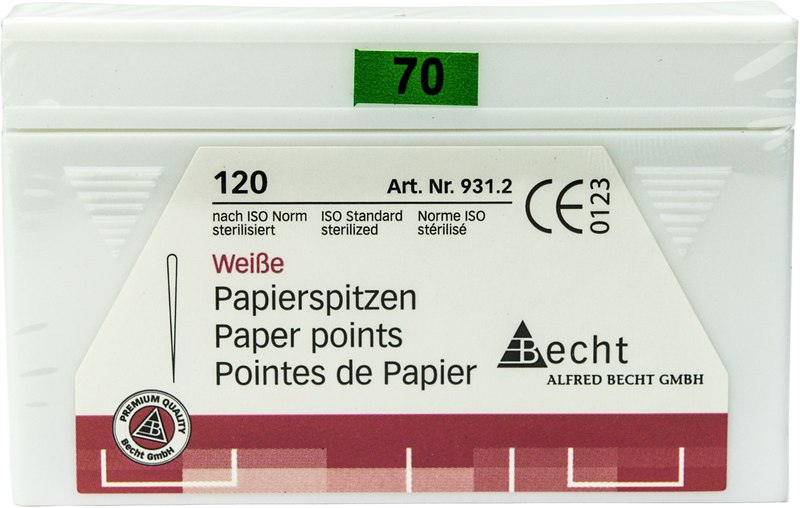 70
120 Art. Nr. 931.2
CE 0123
nach ISO Norm ISO Standard Norme ISO
sterilisiert sterilized stérilisé
Weiße
Papierspitzen
Paper points
Pointes de Papier
Becht
ALFRED BECHT GMBH
PREMIUM QUALITY
B
Becht GmbH